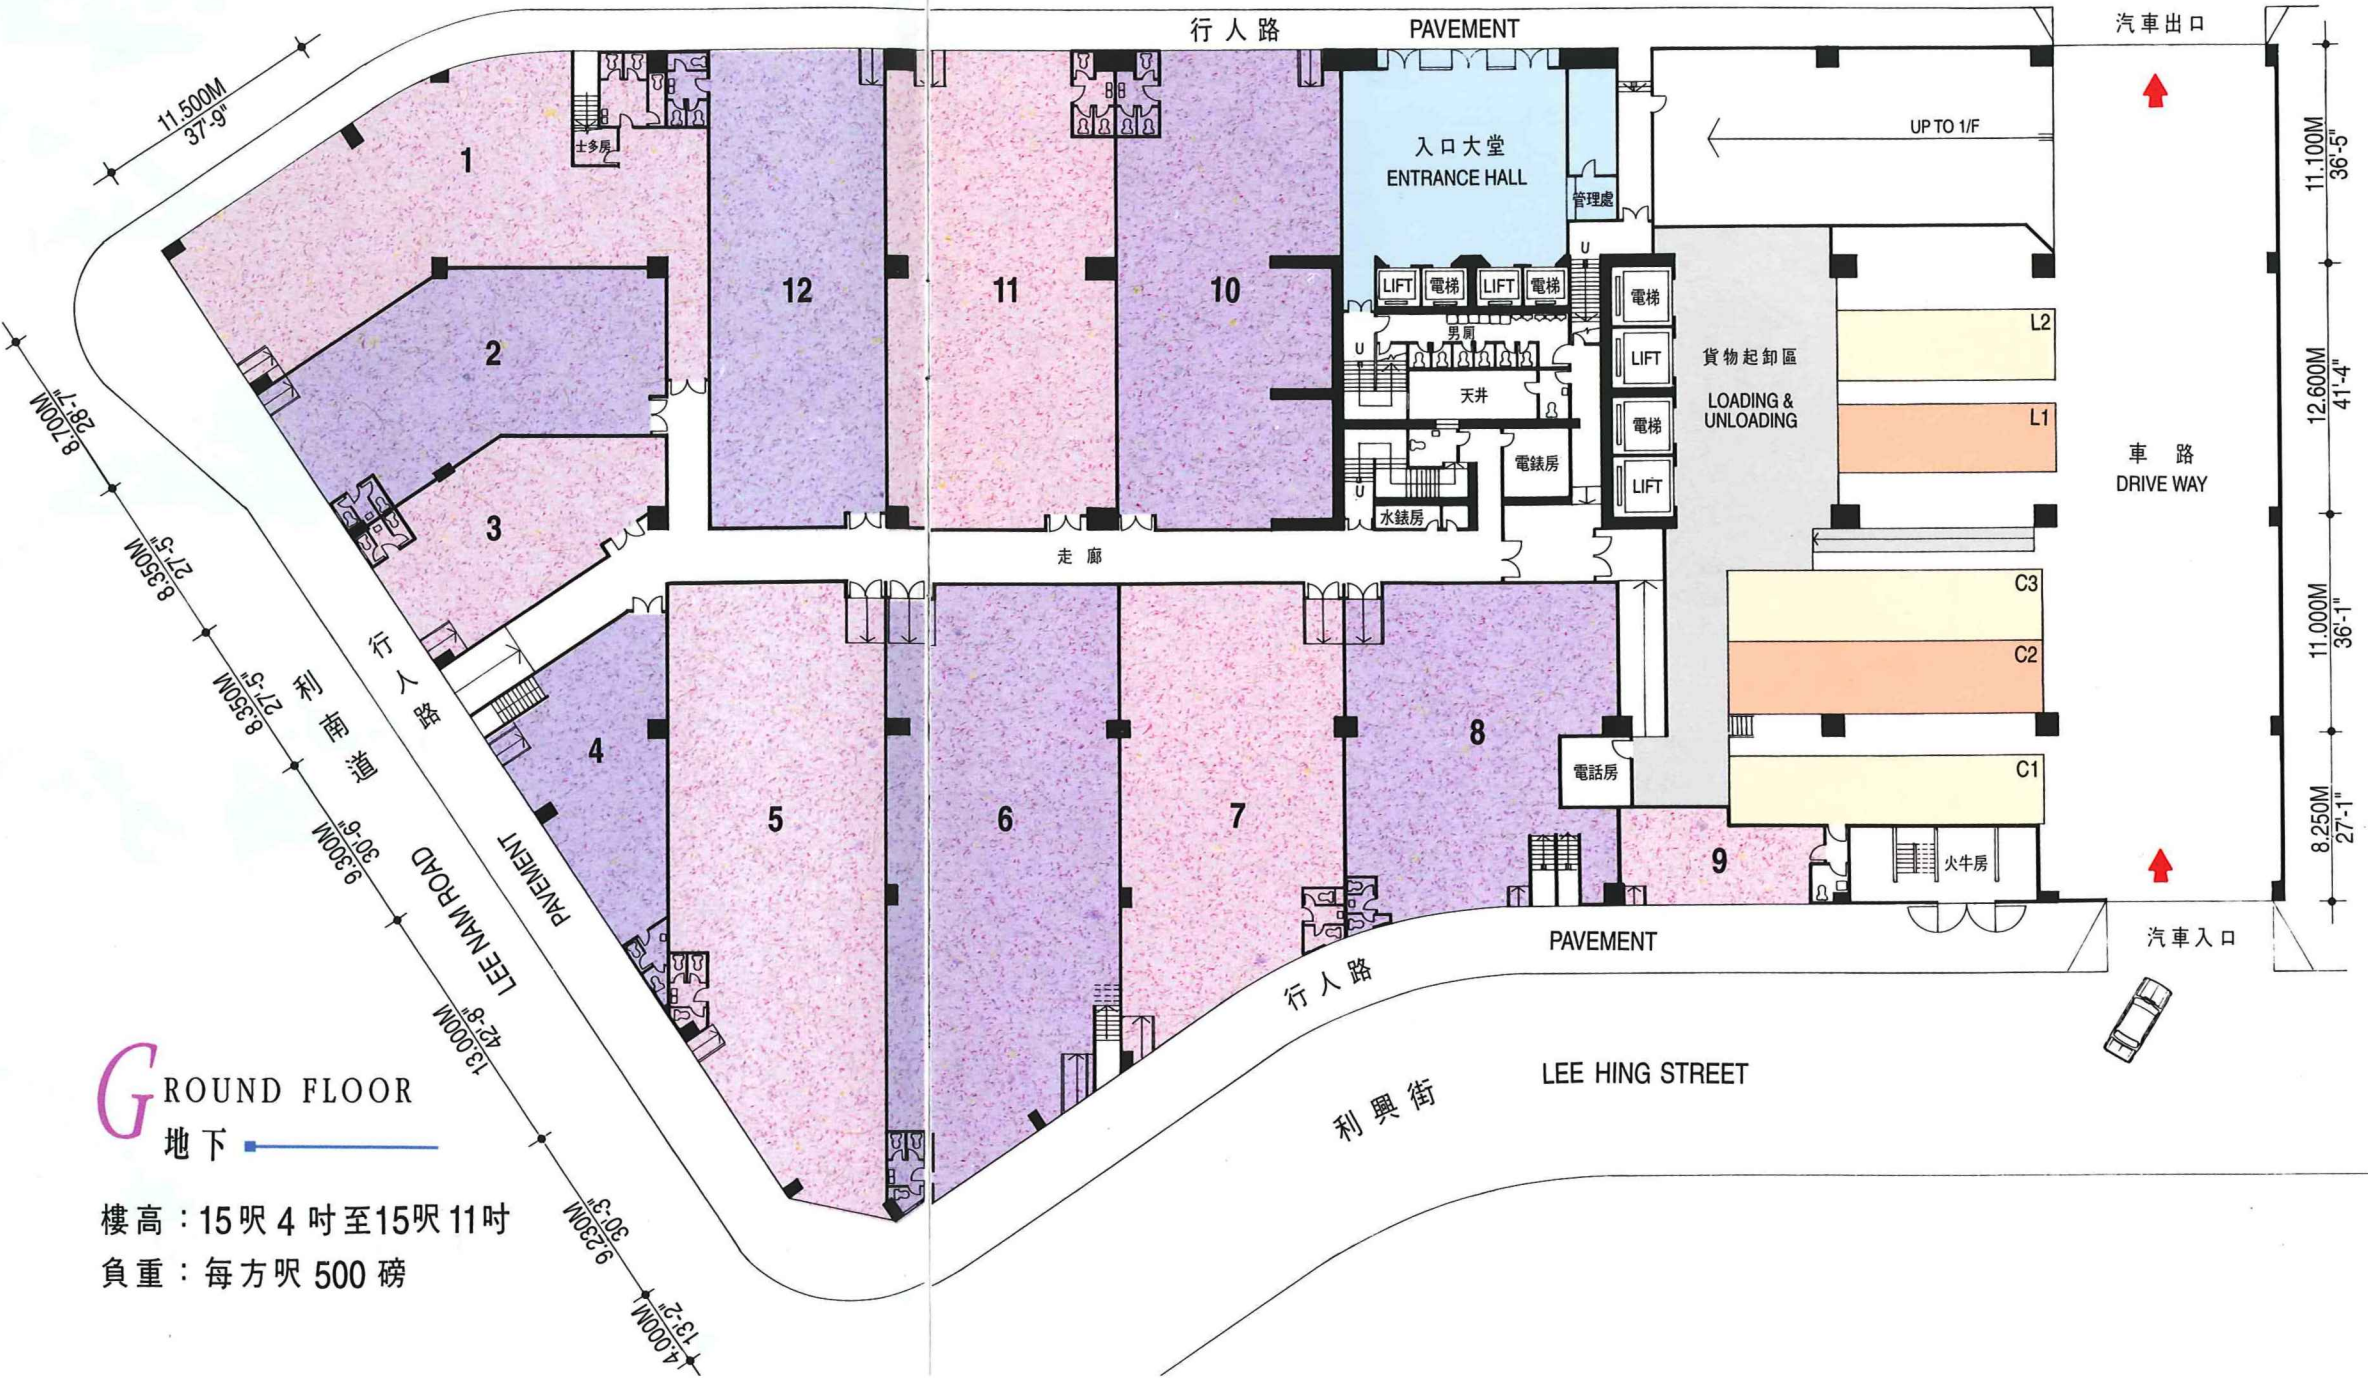 行人路 PAVEMENT
汽車出口
11.500M
37'-9"
1
士多房
12
11
10
入口大堂
ENTRANCE HALL
管理處
UP TO 1/F
11.100M
36'-5"
U
LIFT
電梯
LIFT
電梯
電梯
LIFT
電梯
LIFT
2
3
男厠
U
天井
電錶房
U
水錶房
貨物起卸區
LOADING &
UNLOADING
L2
L1
12.600M
41'-4"
車路
DRIVE WAY
走廊
8.700M
28'-7"
8.350M
27'-5"
8.350M
27'-5"
9.300M
30'-6"
13.000M
42'-8"
9.230M
30'-3"
4.000M
13'-2"
行人路
PAVEMENT
利南道
LEE NAM ROAD
4
5
6
7
8
電話房
9
C3
C2
C1
11.000M
36'-1"
8.250M
27'-1"
火牛房
汽車入口
行人路
PAVEMENT
利興街
LEE HING STREET
GROUND FLOOR
地下
樓高：15呎4吋至15呎11吋
負重：每方呎500磅